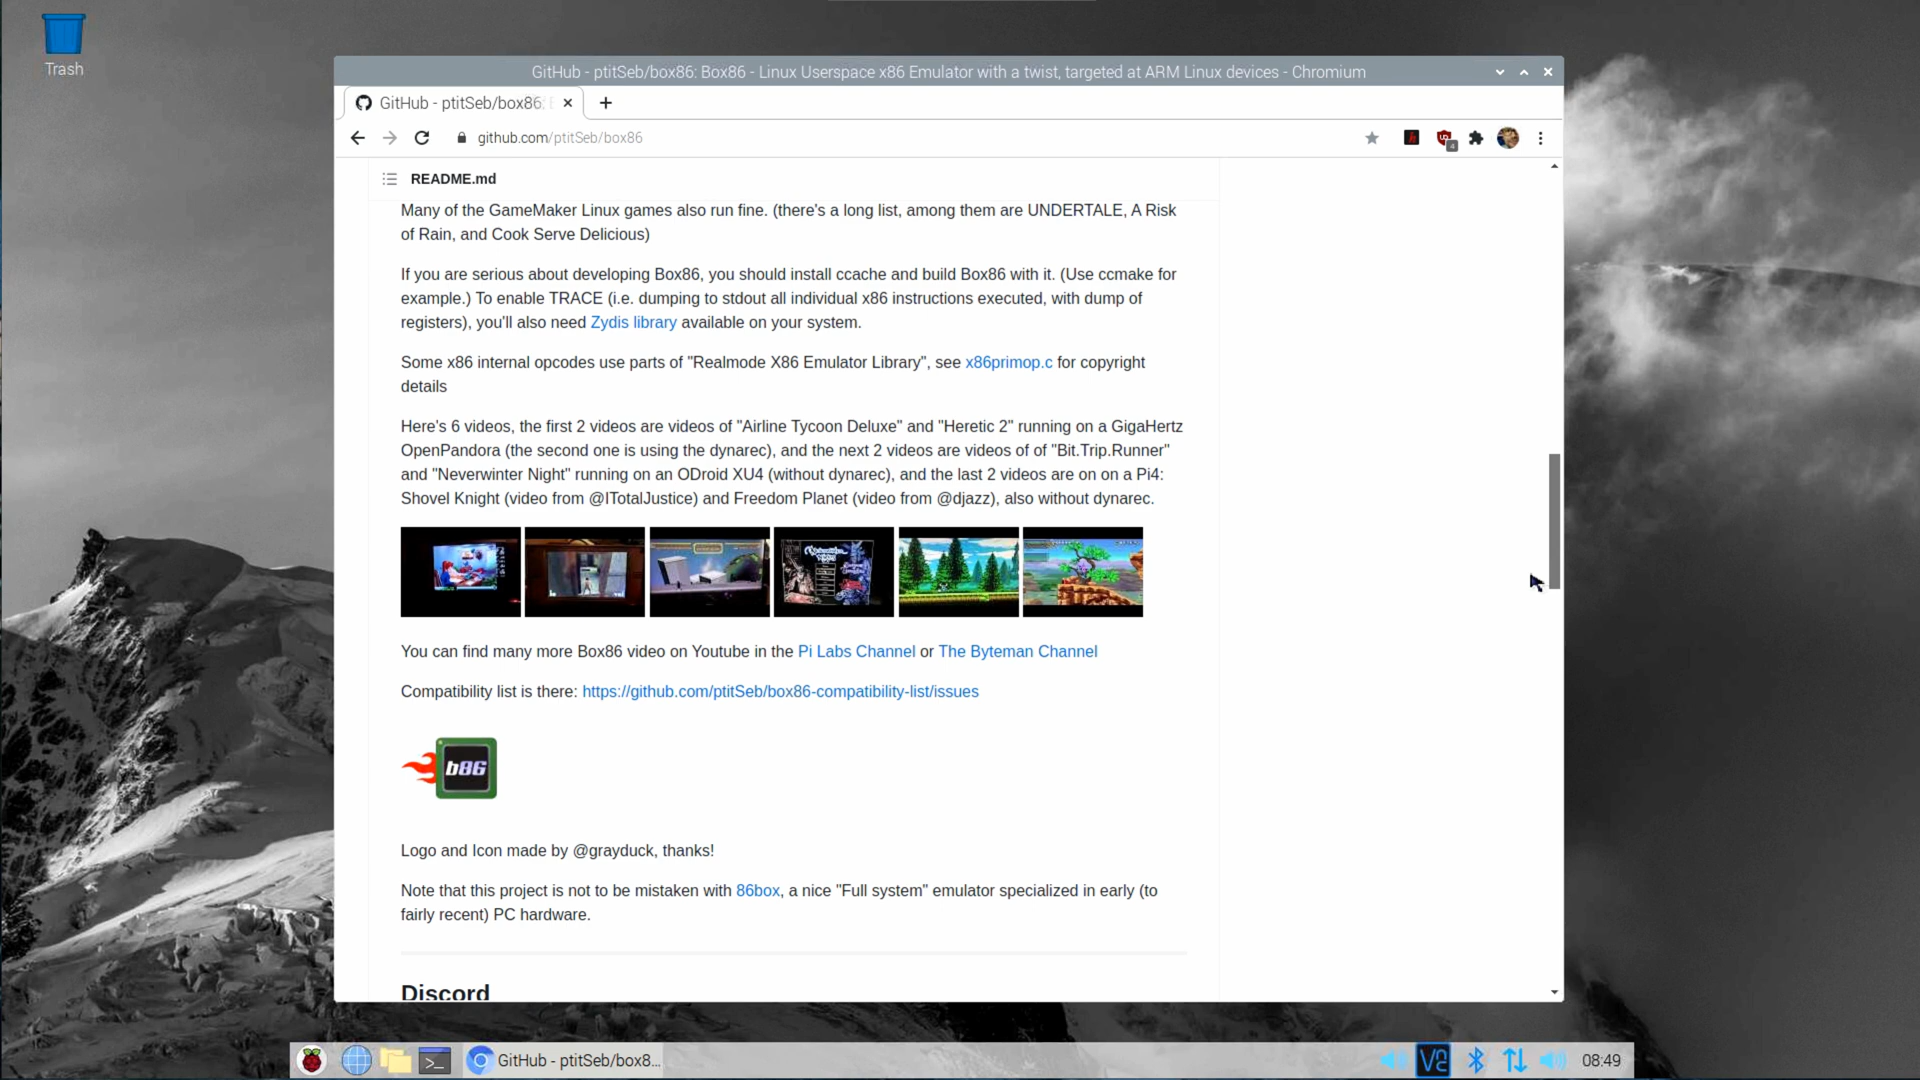 Trash
GitHub - ptitSeb/box86: Box86 - Linux Userspace x86 Emulator with a twist, targeted at ARM Linux devices - Chromium
GitHub - ptitSeb/box86:
github.com/ptitSeb/box86
4
README.md
Many of the GameMaker Linux games also run fine. (there's a long list, among them are UNDERTALE, A Risk
of Rain, and Cook Serve Delicious)
If you are serious about developing Box86, you should install ccache and build Box86 with it. (Use ccmake for
example.) To enable TRACE (i.e. dumping to stdout all individual x86 instructions executed, with dump of
registers), you'll also need Zydis library available on your system.
Some x86 internal opcodes use parts of "Realmode X86 Emulator Library", see x86primop.c for copyright
details
Here's 6 videos, the first 2 videos are videos of "Airline Tycoon Deluxe" and "Heretic 2" running on a GigaHertz
OpenPandora (the second one is using the dynarec), and the next 2 videos are videos of of "Bit.Trip.Runner"
and "Neverwinter Night" running on an ODroid XU4 (without dynarec), and the last 2 videos are on on a Pi4:
Shovel Knight (video from @ITotalJustice) and Freedom Planet (video from @djazz), also without dynarec.
You can find many more Box86 video on Youtube in the Pi Labs Channel or The Byteman Channel
Compatibility list is there: https://github.com/ptitSeb/box86-compatibility-list/issues
b86
Logo and Icon made by @grayduck, thanks!
Note that this project is not to be mistaken with 86box, a nice "Full system" emulator specialized in early (to
fairly recent) PC hardware.
Discord
GitHub - ptitSeb/box8...
08:49